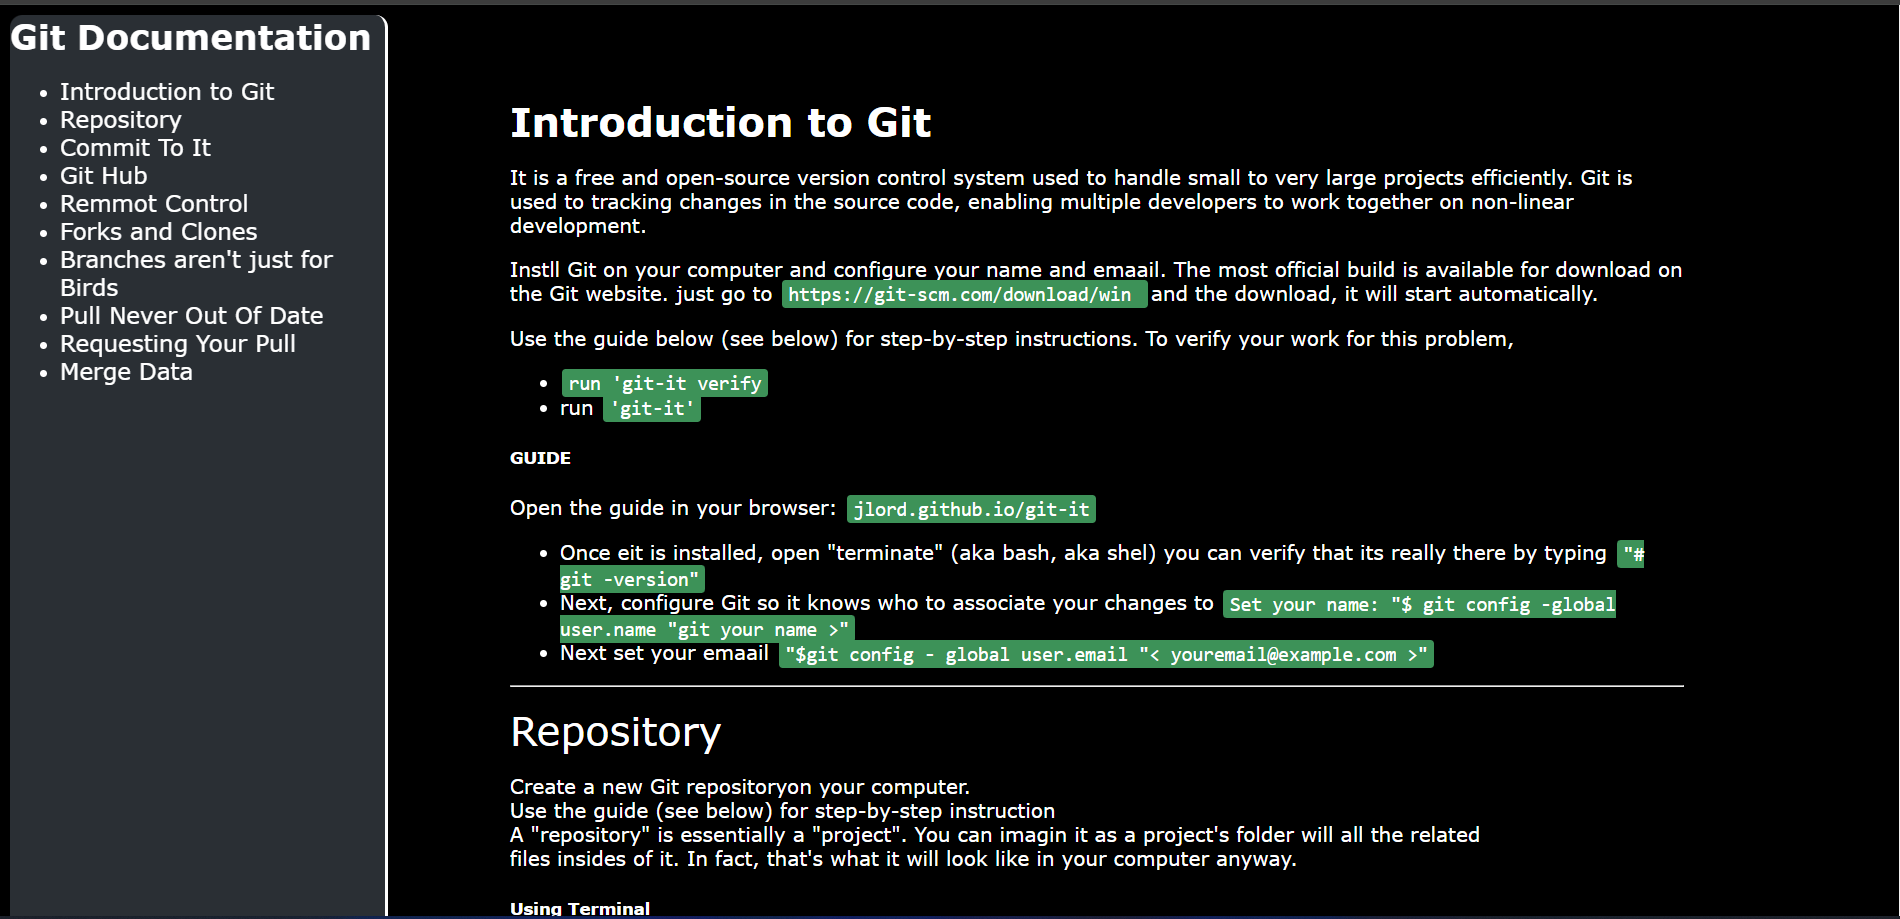 Git Documentation
Introduction to Git
Repository
Commit To It
Git Hub
Remmot Control
Forks and Clones
Branches aren't just for
Birds
Pull Never Out Of Date
Requesting Your Pull
Merge Data
Introduction to Git
It is a free and open-source version control system used to handle small to very large projects efficiently. Git is
used to tracking changes in the source code, enabling multiple developers to work together on non-linear
development.
Instll Git on your computer and configure your name and emaail. The most official build is available for download on
the Git website. just go to https://git-scm.com/download/win and the download, it will start automatically.
Use the guide below (see below) for step-by-step instructions. To verify your work for this problem,
run 'git-it verify
run 'git-it'
GUIDE
Open the guide in your browser: jlord.github.io/git-it
Once eit is installed, open "terminate" (aka bash, aka shel) you can verify that its really there by typing "#
git -version"
Next, configure Git so it knows who to associate your changes to Set your name: "$ git config -global
user.name "git your name >"
Next set your emaail "$git config - global user.email "< youremail@example.com >"
Repository
Create a new Git repositoryon your computer.
Use the guide (see below) for step-by-step instruction
A "repository" is essentially a "project". You can imagin it as a project's folder will all the related
files insides of it. In fact, that's what it will look like in your computer anyway.
Using Terminal